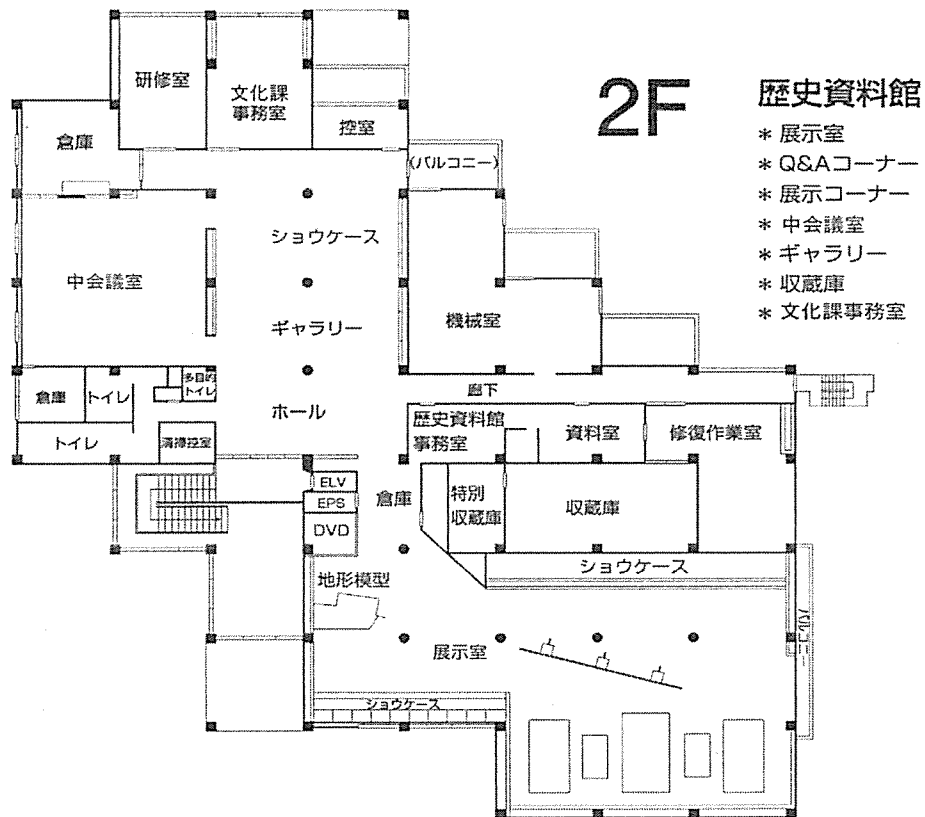 2F
歴史資料館
* 展示室
* Q&Aコーナー
* 展示コーナー
* 中会議室
* ギャラリー
* 収蔵庫
* 文化課事務室
研修室
文化課
事務室
控室
倉庫
(バルコニー)
ショウケース
中会議室
機械室
ギャラリー
倉庫
トイレ
多目的
トイレ
廊下
ホール
歴史資料館
事務室
資料室
修復作業室
トイレ
清掃控室
ELV
EPS
DVD
倉庫
特別
収蔵庫
収蔵庫
ショウケース
地形模型
バルコニー
展示室
ショウケース